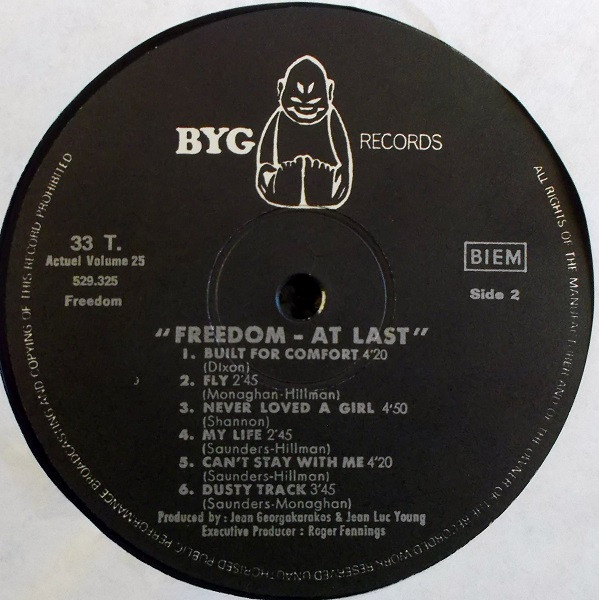 BYG RECORDS
33 T.
Actuel Volume 25
529.325
Freedom
BIEM
Side 2
"FREEDOM - AT LAST"
1. BUILT FOR COMFORT 4'20
(Dixon)
2. FLY 2'45
(Monaghan-Hillman)
3. NEVER LOVED A GIRL 4'50
(Shannon)
4. MY LIFE 2'45
(Saunders-Hillman)
5. CAN'T STAY WITH ME 4'20
(Saunders-Hillman)
6. DUSTY TRACK 3'45
(Saunders-Monaghan)
Produced by : Jean Georgakarakos & Jean Luc Young
Executive Producer : Roger Fennings
ALL RIGHTS OF THE MANUFACTURER AND OF THE OWNER OF THE RECORDED WORK RESERVED UNAUTHORISED PUBLIC PERFORMANCE BROADCASTING AND COPYING OF THIS RECORD PROHIBITED